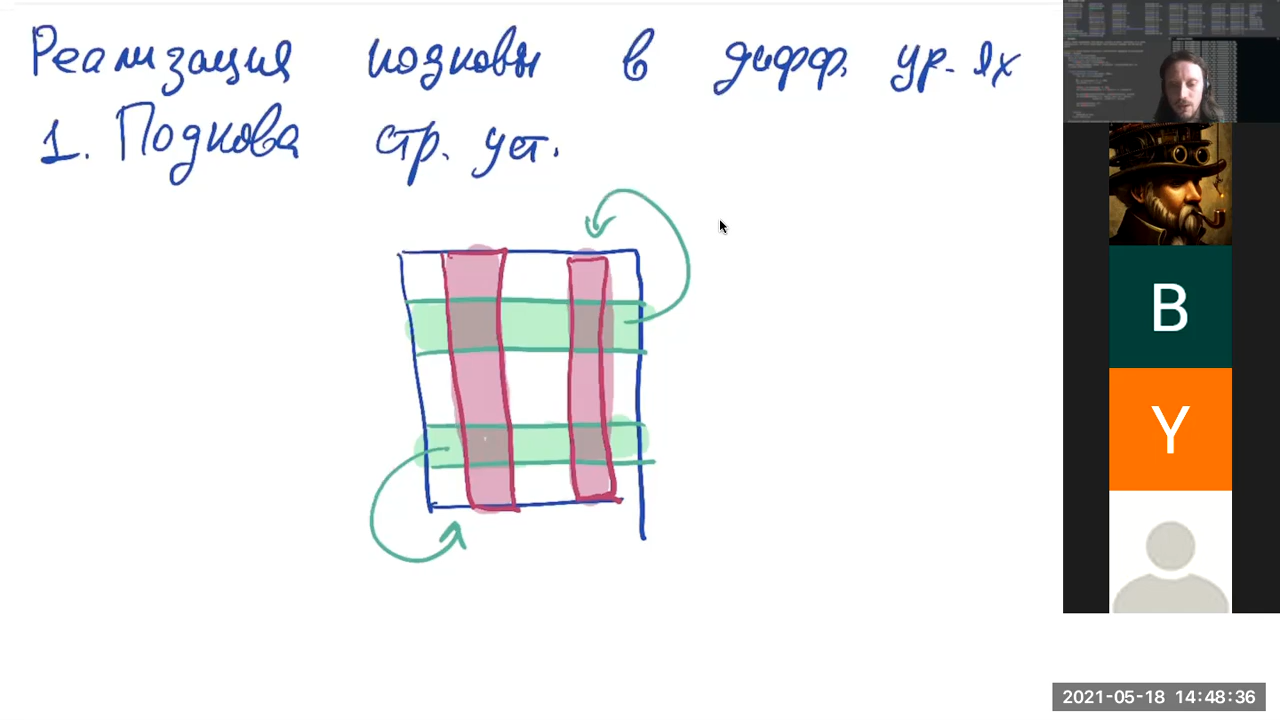 Реализация подковы в дифф. ур-ях
1. Подкова стр. уст.
B
Y
2021-05-18 14:48:36